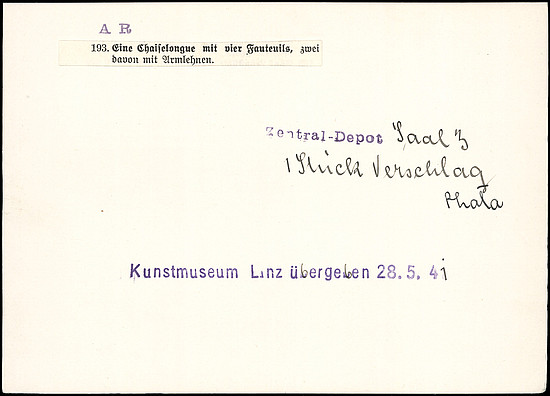 A R
193. Eine Chaiselongue mit vier Fauteuils, zwei
davon mit Armlehnen.
Zentral-Depot Saal 3
1 Stück Verschlag
Kunstmuseum Linz übergeben 28. 5. 41